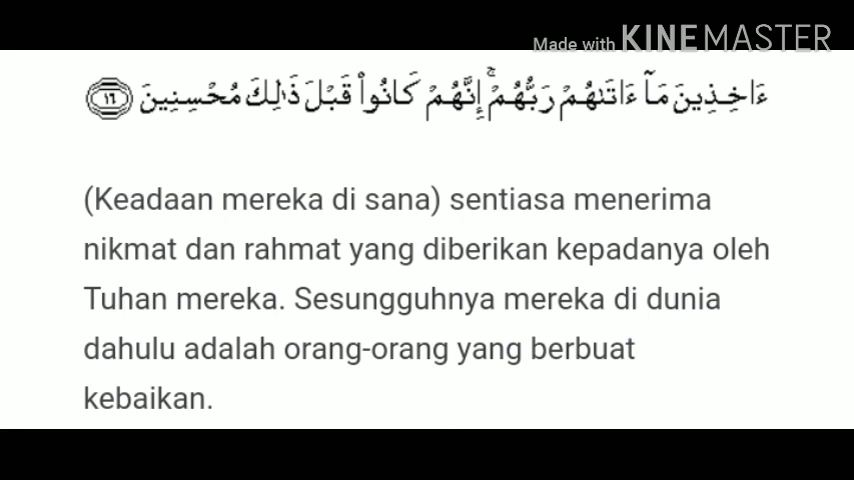 Made with KINEMASTER
ءَاخِذِينَ مَآ ءَاتَىٰهُمْ رَبُّهُمْ ۚ إِنَّهُمْ كَانُوا۟ قَبْلَ ذَٰلِكَ مُحْسِنِينَ ١٦
(Keadaan mereka di sana) sentiasa menerima
nikmat dan rahmat yang diberikan kepadanya oleh
Tuhan mereka. Sesungguhnya mereka di dunia
dahulu adalah orang-orang yang berbuat
kebaikan.